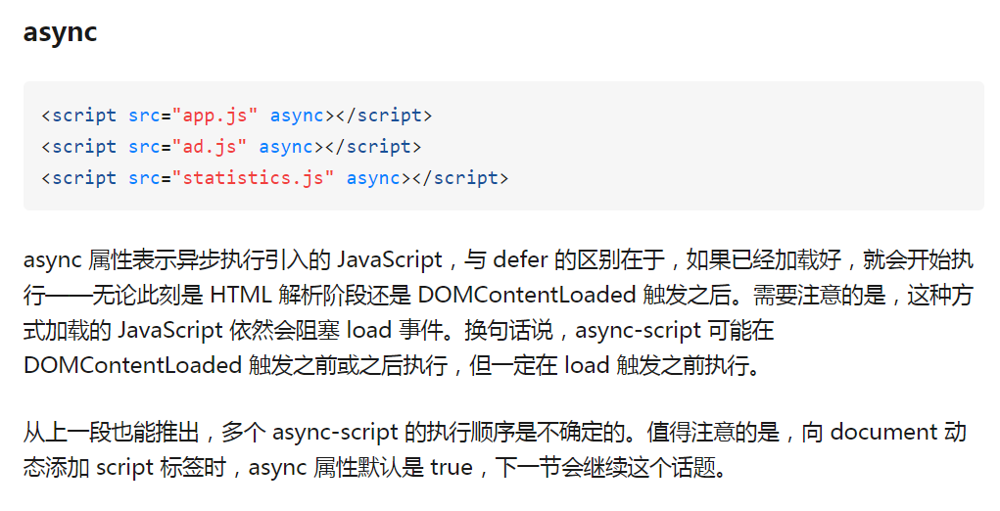 async
<script src="app.js" async></script>
<script src="ad.js" async></script>
<script src="statistics.js" async></script>
async 属性表示异步执行引入的 JavaScript，与 defer 的区别在于，如果已经加载好，就会开始执
行——无论此刻是 HTML 解析阶段还是 DOMContentLoaded 触发之后。需要注意的是，这种方
式加载的 JavaScript 依然会阻塞 load 事件。换句话说，async-script 可能在
DOMContentLoaded 触发之前或之后执行，但一定在 load 触发之前执行。
从上一段也能推出，多个 async-script 的执行顺序是不确定的。值得注意的是，向 document 动
态添加 script 标签时，async 属性默认是 true，下一节会继续这个话题。